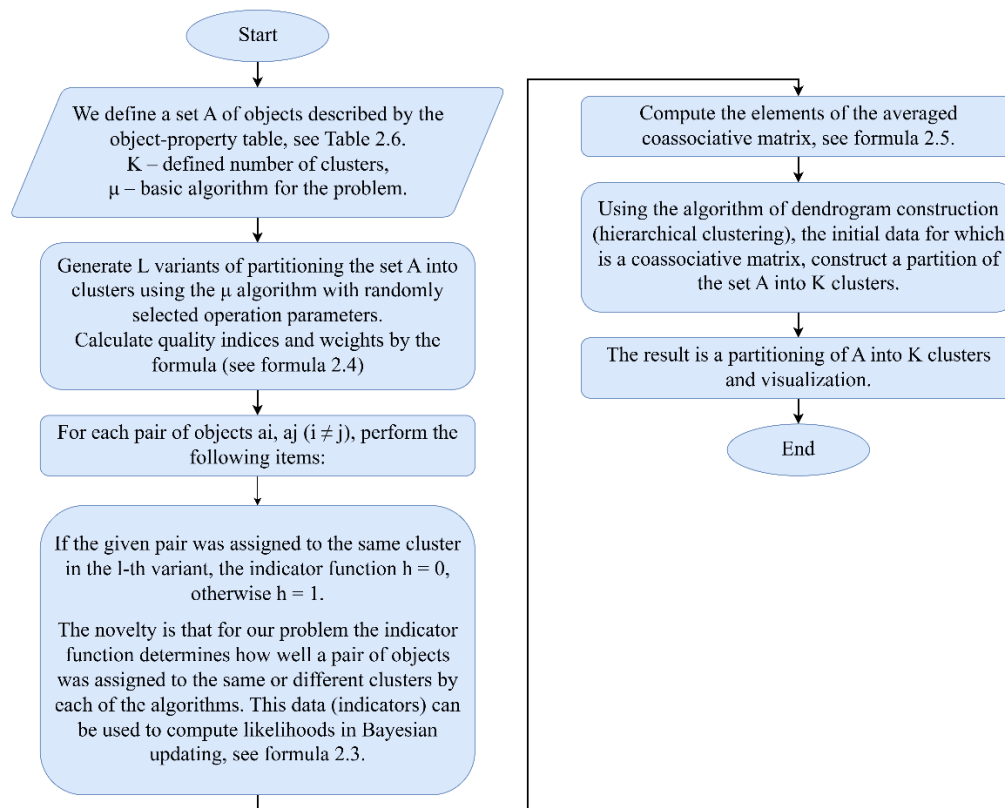 Start
We define a set A of objects described by the
object-property table, see Table 2.6.
K – defined number of clusters,
μ – basic algorithm for the problem.
Generate L variants of partitioning the set A into
clusters using the μ algorithm with randomly
selected operation parameters.
Calculate quality indices and weights by the
formula (see formula 2.4)
For each pair of objects ai, aj (i ≠ j), perform the
following items:
If the given pair was assigned to the same cluster
in the l-th variant, the indicator function h = 0,
otherwise h = 1.
The novelty is that for our problem the indicator
function determines how well a pair of objects
was assigned to the same or different clusters by
each of the algorithms. This data (indicators) can
be used to compute likelihoods in Bayesian
updating, see formula 2.3.
Compute the elements of the averaged
coassociative matrix, see formula 2.5.
Using the algorithm of dendrogram construction
(hierarchical clustering), the initial data for which
is a coassociative matrix, construct a partition of
the set A into K clusters.
The result is a partitioning of A into K clusters
and visualization.
End